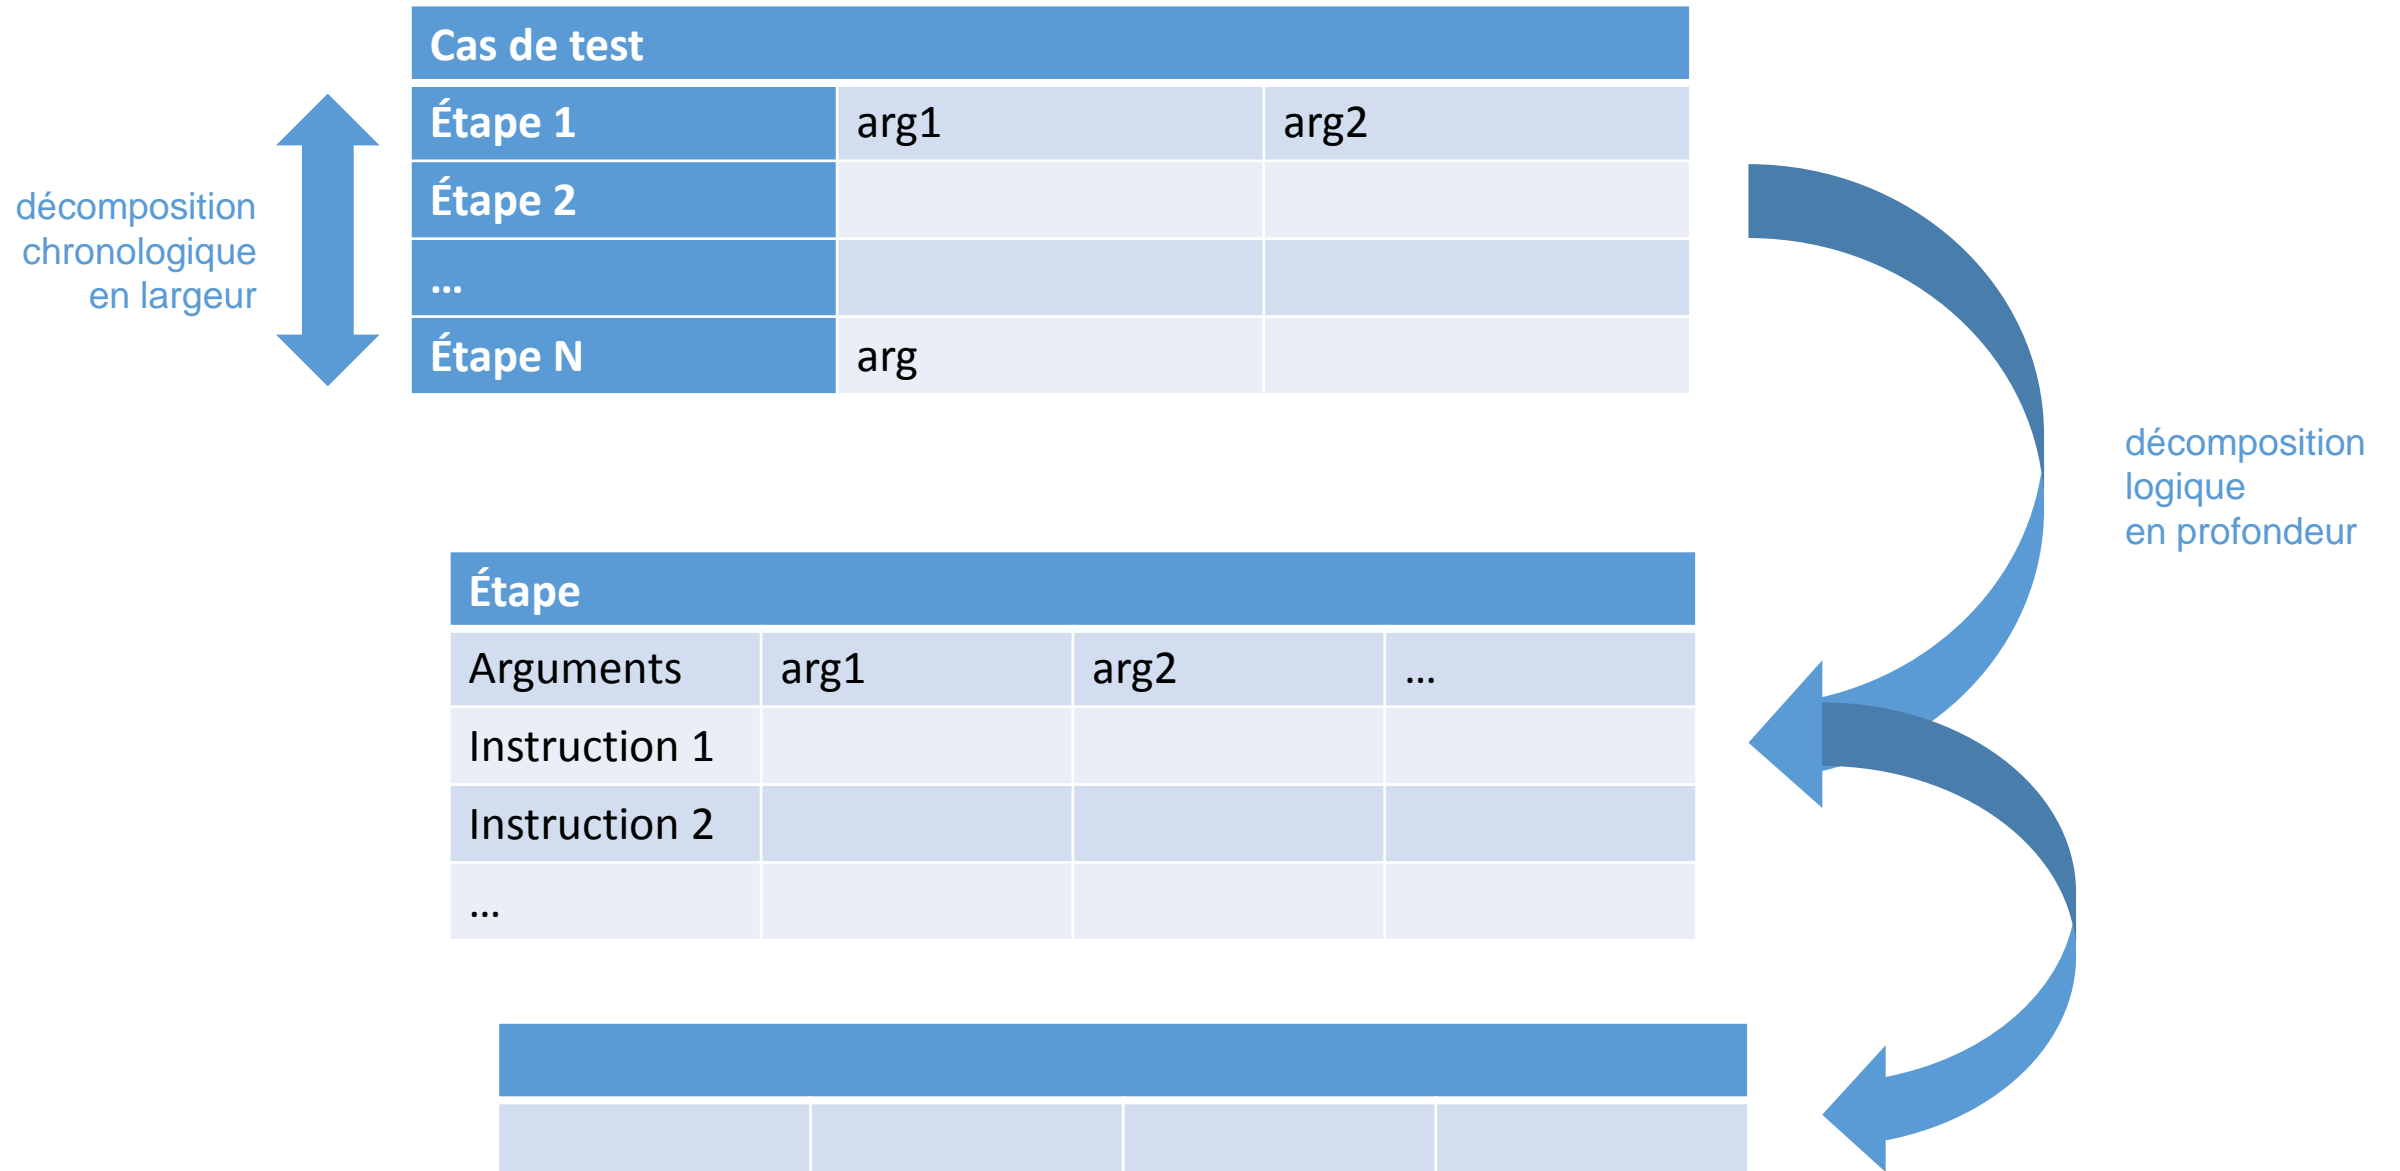 Cas de test
Étape 1 arg1 arg2
Étape 2
...
Étape N arg
décomposition
chronologique
en largeur
décomposition
logique
en profondeur
Étape
Arguments arg1 arg2 ...
Instruction 1
Instruction 2
...